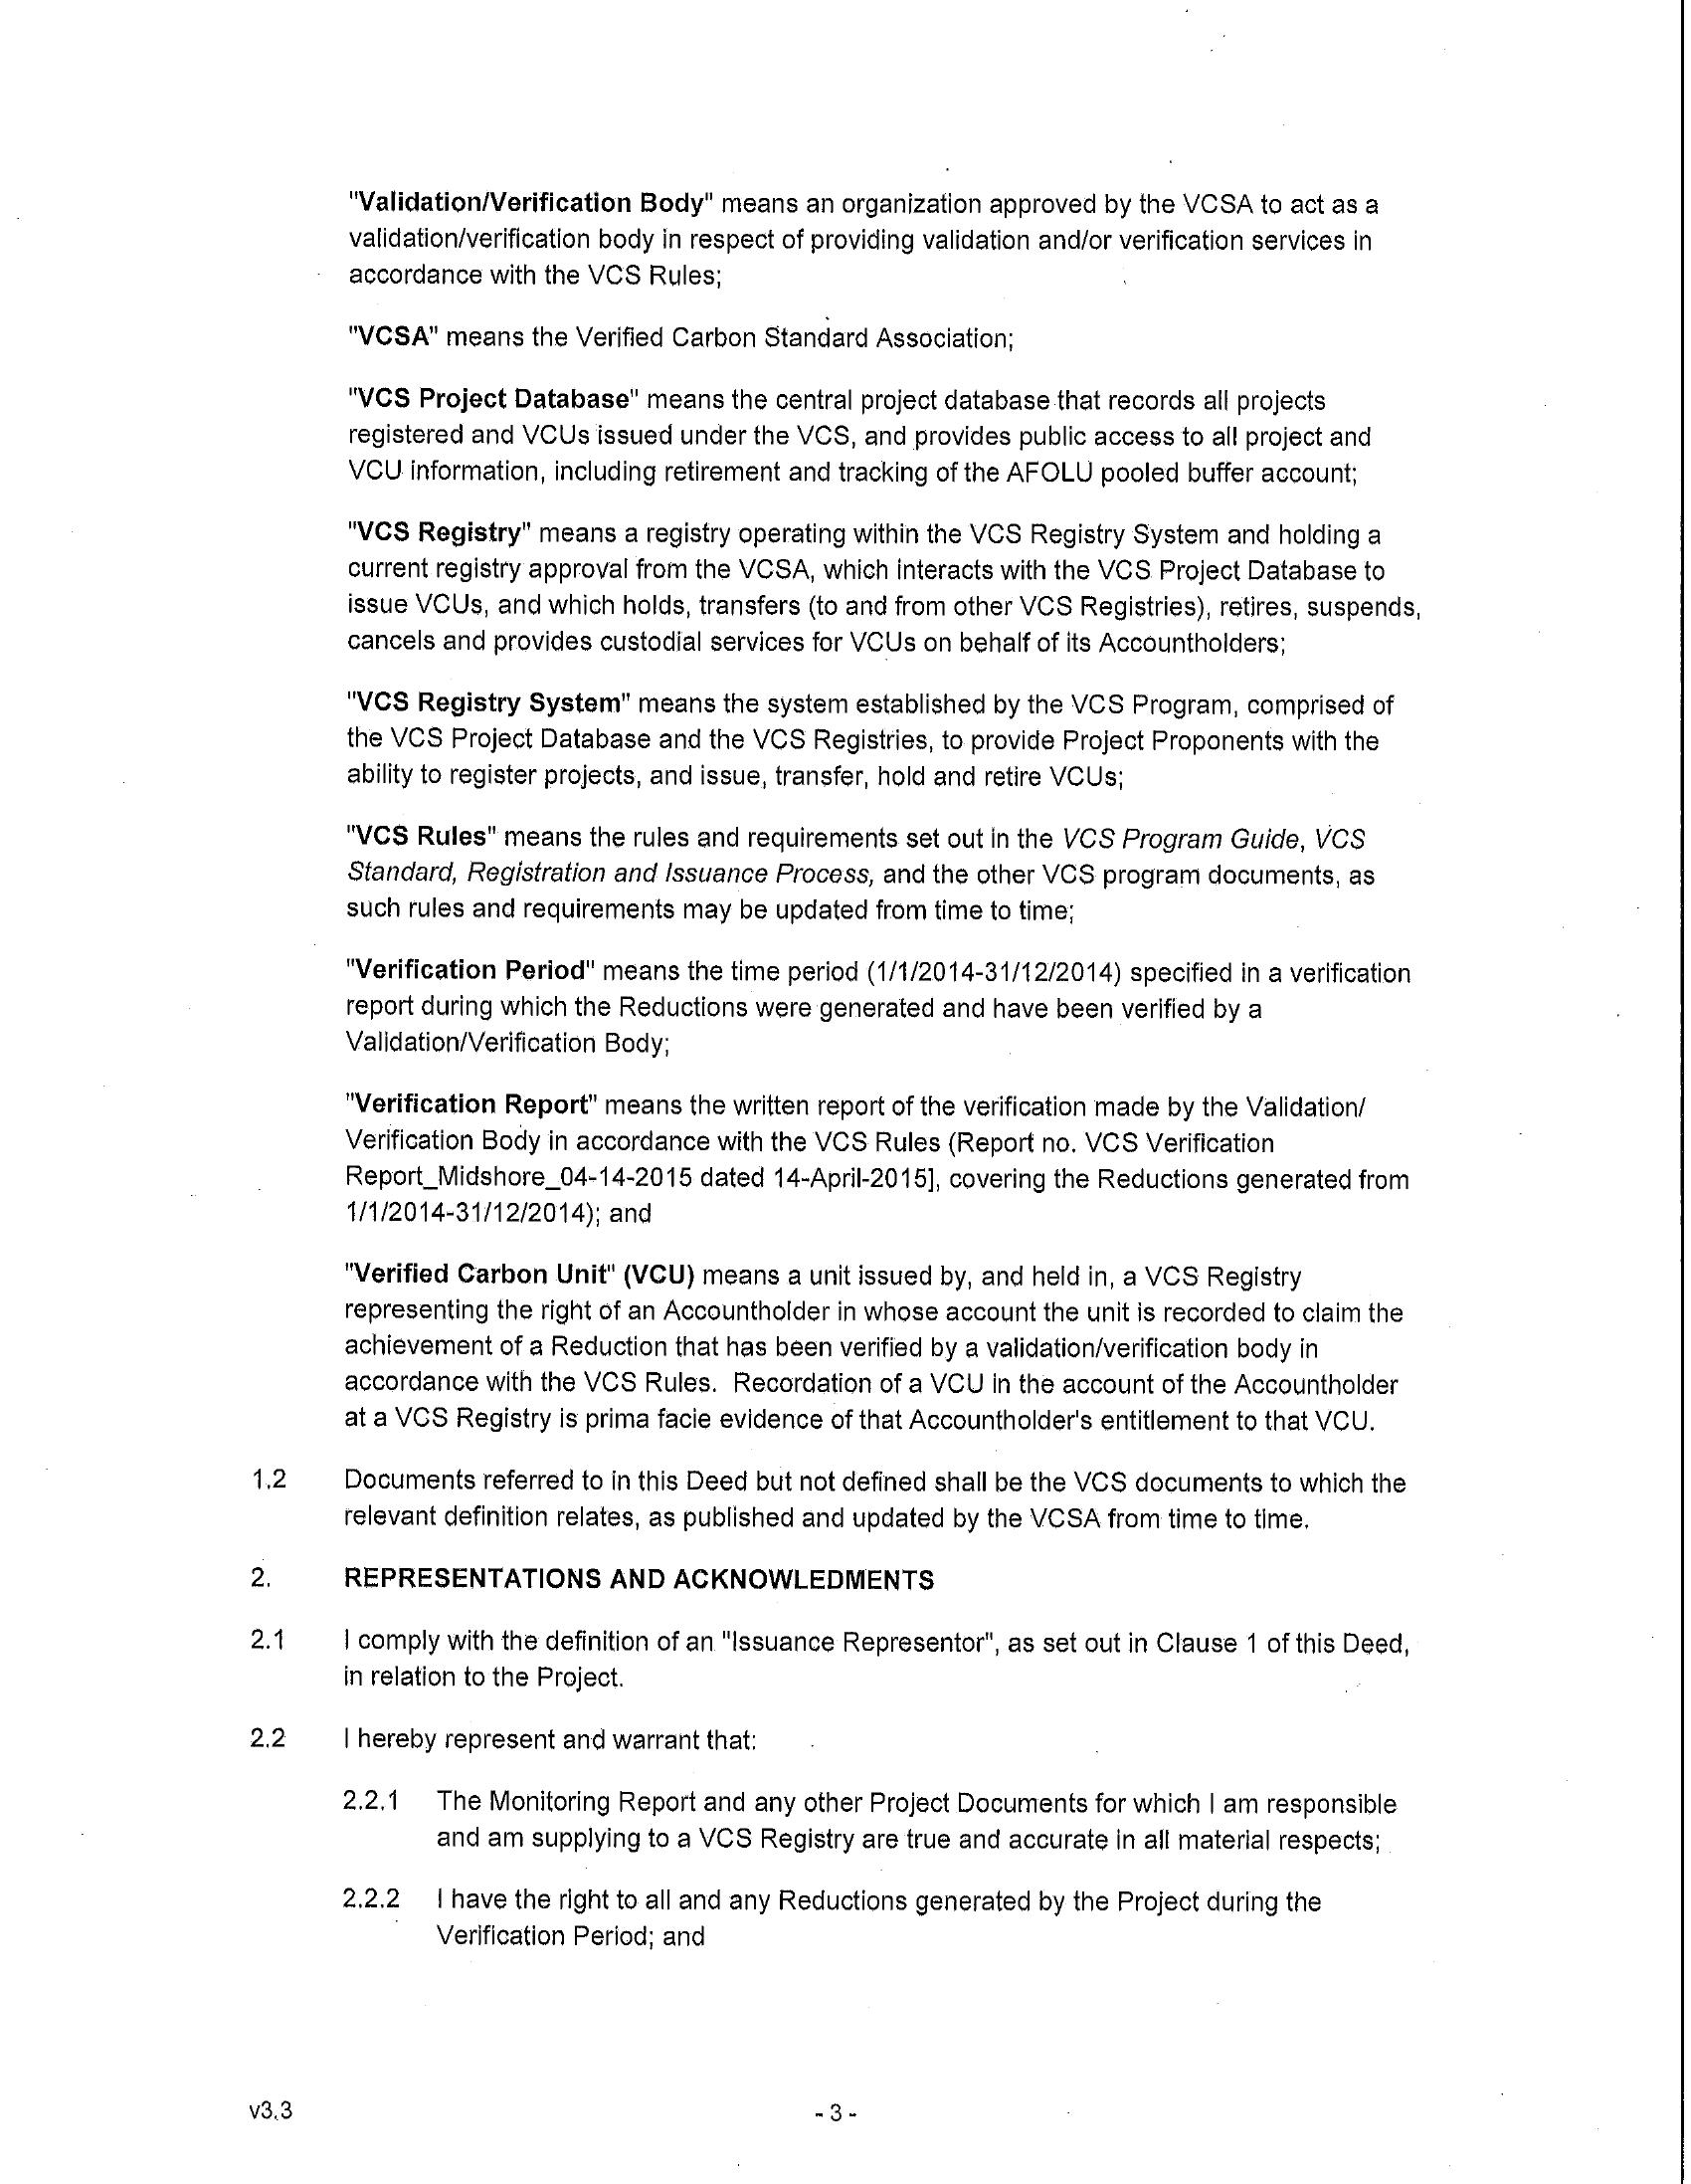 "Validation/Verification Body" means an organization approved by the VCSA to act as a
validation/verification body in respect of providing validation and/or verification services in
accordance with the VCS Rules;
"VCSA" means the Verified Carbon Standard Association;
"VCS Project Database" means the central project database that records all projects
registered and VCUs issued under the VCS, and provides public access to all project and
VCU information, including retirement and tracking of the AFOLU pooled buffer account;
"VCS Registry" means a registry operating within the VCS Registry System and holding a
current registry approval from the VCSA, which interacts with the VCS Project Database to
issue VCUs, and which holds, transfers (to and from other VCS Registries), retires, suspends,
cancels and provides custodial services for VCUs on behalf of its Accountholders;
"VCS Registry System" means the system established by the VCS Program, comprised of
the VCS Project Database and the VCS Registries, to provide Project Proponents with the
ability to register projects, and issue, transfer, hold and retire VCUs;
"VCS Rules" means the rules and requirements set out in the VCS Program Guide, VCS
Standard, Registration and Issuance Process, and the other VCS program documents, as
such rules and requirements may be updated from time to time;
"Verification Period" means the time period (1/1/2014-31/12/2014) specified in a verification
report during which the Reductions were generated and have been verified by a
Validation/Verification Body;
"Verification Report" means the written report of the verification made by the Validation/
Verification Body in accordance with the VCS Rules (Report no. VCS Verification
Report_Midshore_04-14-2015 dated 14-April-2015], covering the Reductions generated from
1/1/2014-31/12/2014); and
"Verified Carbon Unit" (VCU) means a unit issued by, and held in, a VCS Registry
representing the right of an Accountholder in whose account the unit is recorded to claim the
achievement of a Reduction that has been verified by a validation/verification body in
accordance with the VCS Rules. Recordation of a VCU in the account of the Accountholder
at a VCS Registry is prima facie evidence of that Accountholder's entitlement to that VCU.
1.2 Documents referred to in this Deed but not defined shall be the VCS documents to which the
relevant definition relates, as published and updated by the VCSA from time to time.
2. REPRESENTATIONS AND ACKNOWLEDMENTS
2.1 I comply with the definition of an "Issuance Representor", as set out in Clause 1 of this Deed,
in relation to the Project.
2.2 I hereby represent and warrant that:
2.2.1 The Monitoring Report and any other Project Documents for which I am responsible
and am supplying to a VCS Registry are true and accurate in all material respects;
2.2.2 I have the right to all and any Reductions generated by the Project during the
Verification Period; and
v3.3 - 3 -